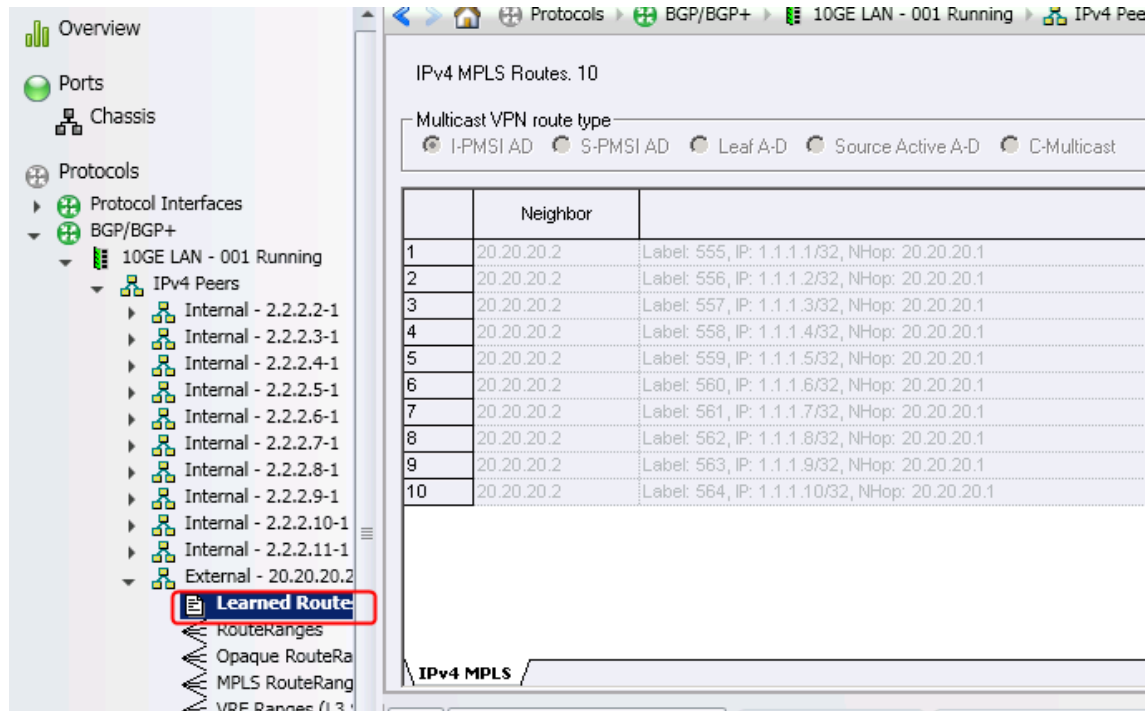 Overview
Ports
Chassis
Protocols
Protocol Interfaces
BGP/BGP+
10GE LAN - 001 Running
IPv4 Peers
Internal - 2.2.2.2-1
Internal - 2.2.2.3-1
Internal - 2.2.2.4-1
Internal - 2.2.2.5-1
Internal - 2.2.2.6-1
Internal - 2.2.2.7-1
Internal - 2.2.2.8-1
Internal - 2.2.2.9-1
Internal - 2.2.2.10-1
Internal - 2.2.2.11-1
External - 20.20.20.2
Learned Route
RouteRanges
Opaque RouteRa
MPLS RouteRang
VRF Ranges (L3
Protocols BGP/BGP+ 10GE LAN - 001 Running IPv4 Pee
IPv4 MPLS Routes. 10
Multicast VPN route type
I-PMSI AD S-PMSI AD Leaf A-D Source Active A-D C-Multicast
Neighbor
1 20.20.20.2 Label: 555, IP: 1.1.1.1/32, NHop: 20.20.20.1
2 20.20.20.2 Label: 556, IP: 1.1.1.2/32, NHop: 20.20.20.1
3 20.20.20.2 Label: 557, IP: 1.1.1.3/32, NHop: 20.20.20.1
4 20.20.20.2 Label: 558, IP: 1.1.1.4/32, NHop: 20.20.20.1
5 20.20.20.2 Label: 559, IP: 1.1.1.5/32, NHop: 20.20.20.1
6 20.20.20.2 Label: 560, IP: 1.1.1.6/32, NHop: 20.20.20.1
7 20.20.20.2 Label: 561, IP: 1.1.1.7/32, NHop: 20.20.20.1
8 20.20.20.2 Label: 562, IP: 1.1.1.8/32, NHop: 20.20.20.1
9 20.20.20.2 Label: 563, IP: 1.1.1.9/32, NHop: 20.20.20.1
10 20.20.20.2 Label: 564, IP: 1.1.1.10/32, NHop: 20.20.20.1
IPv4 MPLS